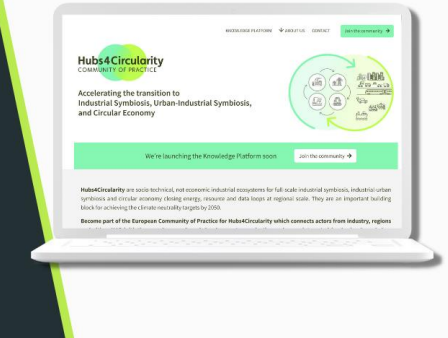 KNOWLEDGE PLATFORM ABOUT US CONTACT Join the community →
Hubs4Circularity
COMMUNITY OF PRACTICE
Accelerating the transition to
Industrial Symbiosis, Urban-Industrial Symbiosis,
and Circular Economy
We're launching the Knowledge Platform soon Join the community →
Hubs4Circularity are socio-technical, not economic industrial ecosystems for full-scale industrial symbiosis, industrial-urban
symbiosis and circular economy closing energy, resource and data loops at regional scale. They are an important building
block for achieving the climate neutrality targets by 2050.
Become part of the European Community of Practice for Hubs4Circularity which connects actors from industry, regions